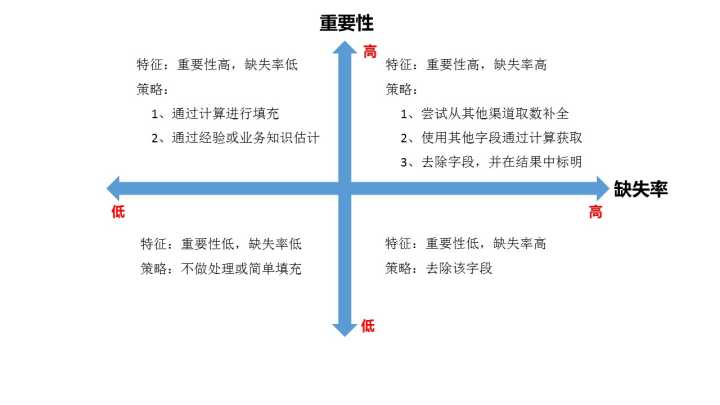 重要性
高
特征：重要性高，缺失率低
策略：
1、通过计算进行填充
2、通过经验或业务知识估计
特征：重要性高，缺失率高
策略：
1、尝试从其他渠道取数补全
2、使用其他字段通过计算获取
3、去除字段，并在结果中标明
缺失率
低
高
特征：重要性低，缺失率低
策略：不做处理或简单填充
特征：重要性低，缺失率高
策略：去除该字段
低